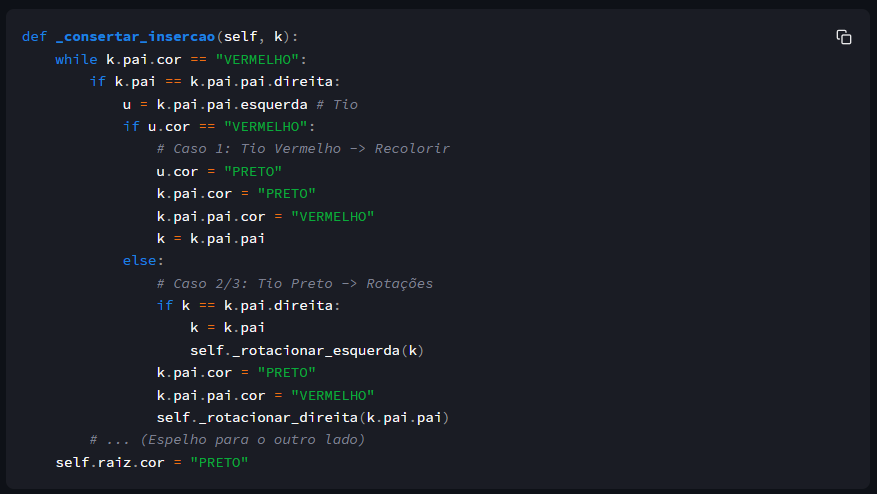 def _consertar_insercao(self, k):
    while k.pai.cor == "VERMELHO":
        if k.pai == k.pai.pai.direita:
            u = k.pai.pai.esquerda # Tio
            if u.cor == "VERMELHO":
                # Caso 1: Tio Vermelho -> Recolorir
                u.cor = "PRETO"
                k.pai.cor = "PRETO"
                k.pai.pai.cor = "VERMELHO"
                k = k.pai.pai
            else:
                # Caso 2/3: Tio Preto -> Rotações
                if k == k.pai.direita:
                    k = k.pai
                    self._rotacionar_esquerda(k)
                k.pai.cor = "PRETO"
                k.pai.pai.cor = "VERMELHO"
                self._rotacionar_direita(k.pai.pai)
        # ... (Espelho para o outro lado)
    self.raiz.cor = "PRETO"